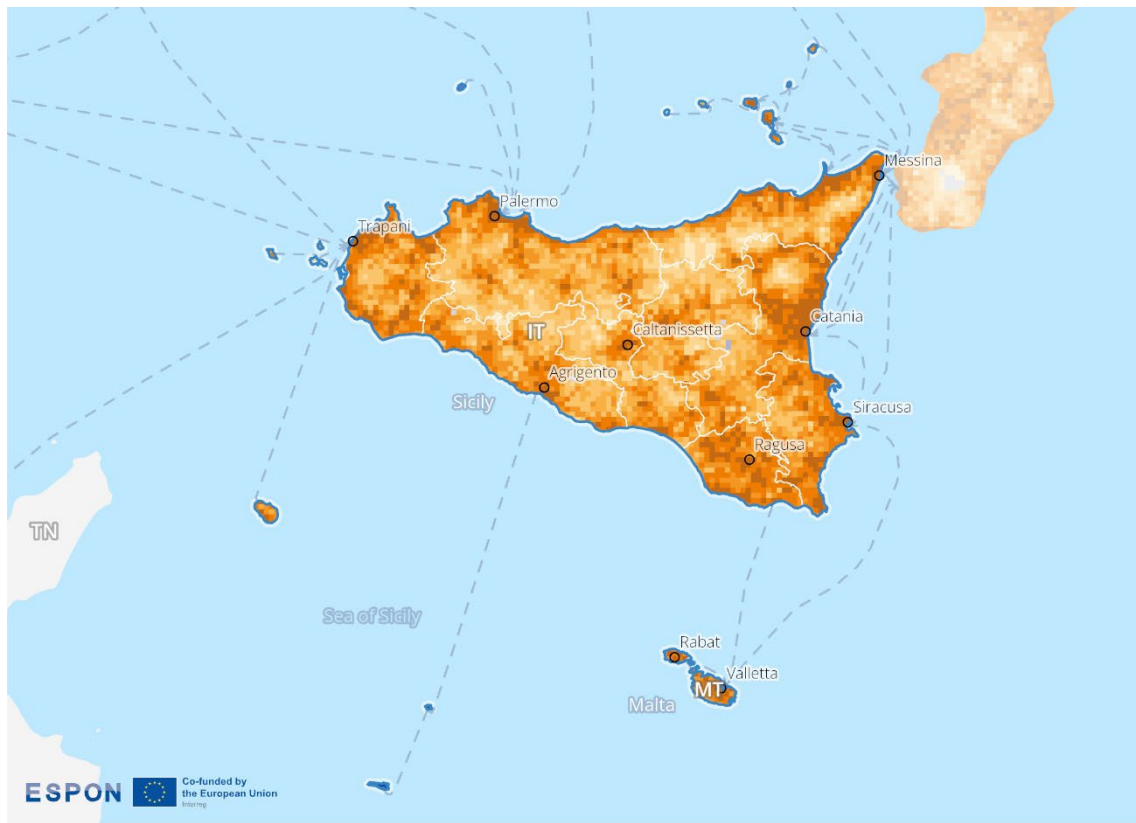 Messina
Palermo
Trapani
Catania
IT
Caltanissetta
Agrigento
Sicily
Siracusa
Ragusa
TN
Sea of Sicily
Rabat
Valletta
MT
Malta
ESPON
Co-funded by
the European Union
Interreg